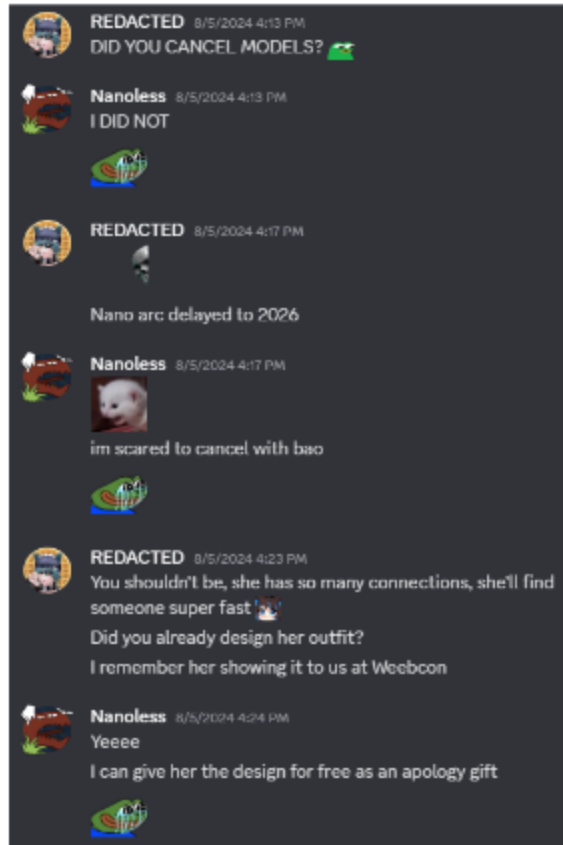 REDACTED 8/5/2024 4:13 PM
DID YOU CANCEL MODELS?
Nanoless 8/5/2024 4:13 PM
I DID NOT
REDACTED 8/5/2024 4:17 PM
Nano arc delayed to 2026
Nanoless 8/5/2024 4:17 PM
im scared to cancel with bao
REDACTED 8/5/2024 4:23 PM
You shouldn't be, she has so many connections, she'll find
someone super fast
Did you already design her outfit?
I remember her showing it to us at Weebcon
Nanoless 8/5/2024 4:24 PM
Yeeee
I can give her the design for free as an apology gift